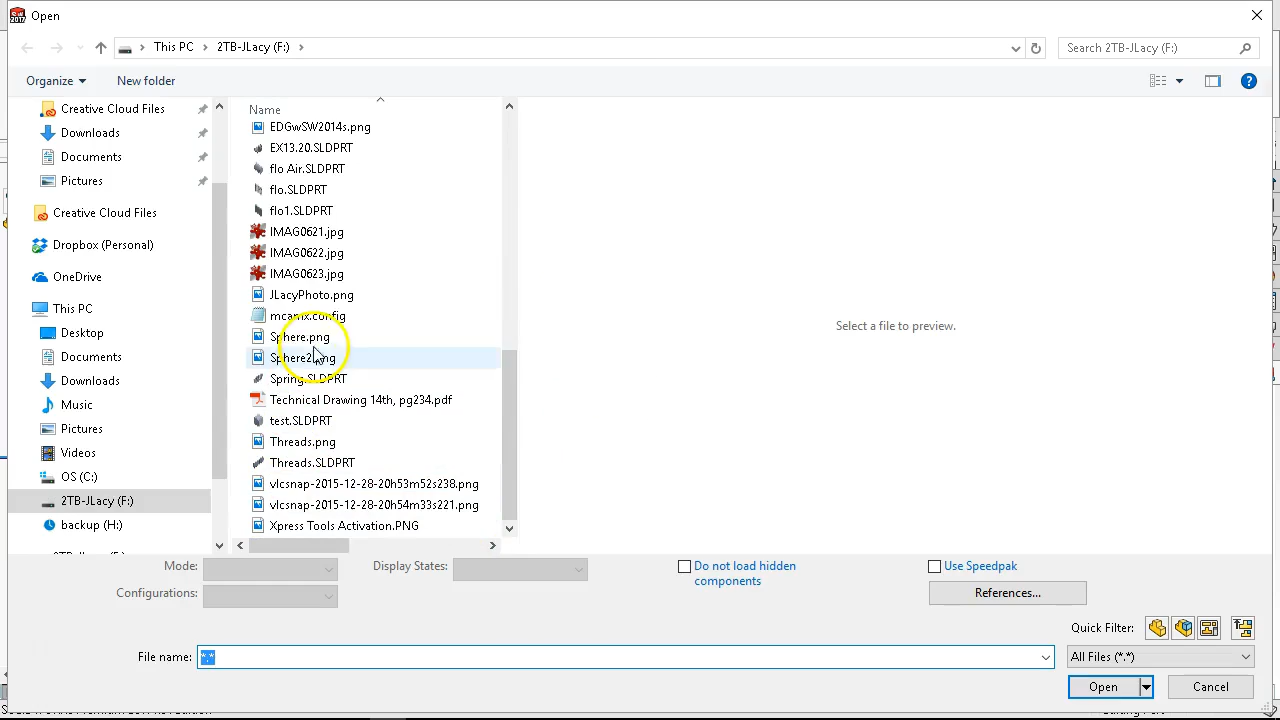 Open
This PC
2TB-JLacy (F:)
Search 2TB-JLacy (F:)
Organize
New folder
Creative Cloud Files
Downloads
Documents
Pictures
Creative Cloud Files
Dropbox (Personal)
OneDrive
This PC
Desktop
Documents
Downloads
Music
Pictures
Videos
OS (C:)
2TB-JLacy (F:)
backup (H:)
Name
EDGwSW2014s.png
EX13.20.SLDPRT
flo Air.SLDPRT
flo.SLDPRT
flo1.SLDPRT
IMAG0621.jpg
IMAG0622.jpg
IMAG0623.jpg
JLacyPhoto.png
Sphere.png
Sphere2.png
Spring.SLDPRT
Technical Drawing 14th, pg234.pdf
test.SLDPRT
Threads.png
Threads.SLDPRT
vlcsnap-2015-12-28-20h53m52s238.png
vlcsnap-2015-12-28-20h54m33s221.png
Xpress Tools Activation.PNG
Select a file to preview.
Mode:
Display States:
Do not load hidden
components
Use Speedpak
Configurations:
References...
Quick Filter:
File name:
*.*
All Files (*.*)
Open
Cancel